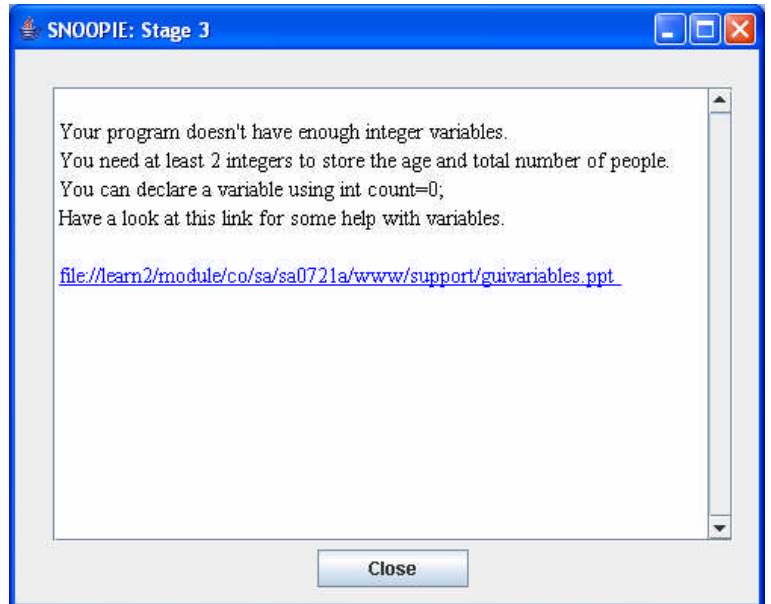 SNOOPIE: Stage 3
Your program doesn't have enough integer variables.
You need at least 2 integers to store the age and total number of people.
You can declare a variable using int count=0;
Have a look at this link for some help with variables.
file://learn2/module/co/sa/sa0721a/www/support/guivariables.ppt
Close